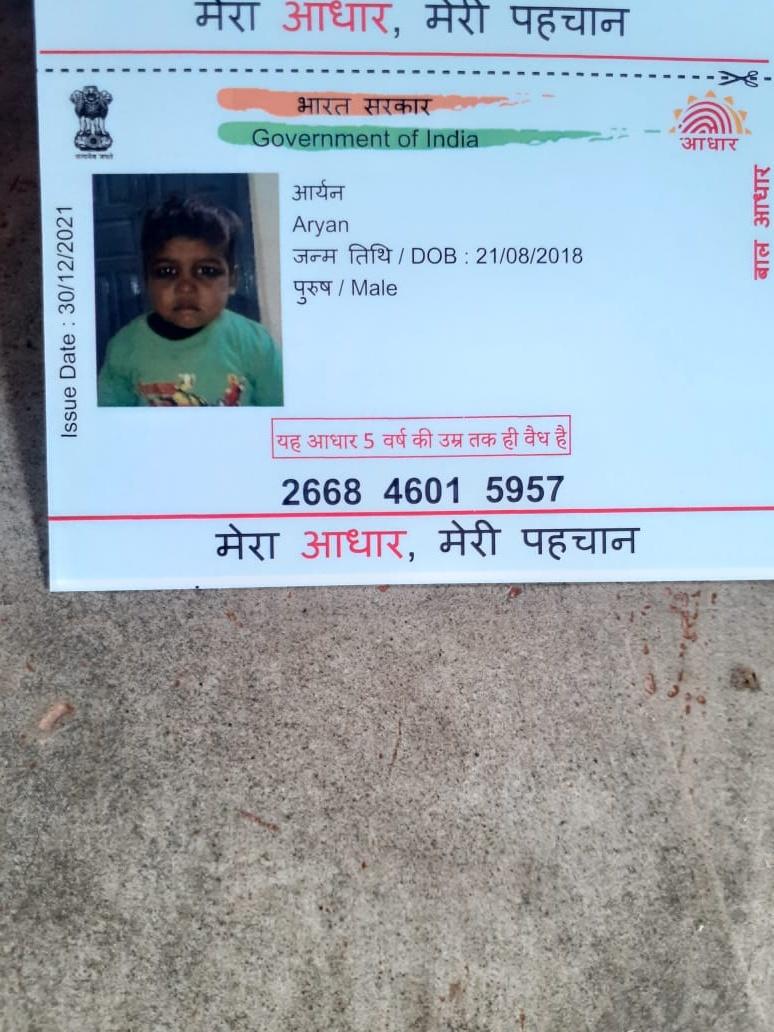 मेरा आधार, मेरी पहचान
भारत सरकार
Government of India
सत्यमेव जयते
आधार
बाल आधार
Issue Date : 30/12/2021
आर्यन
Aryan
जन्म तिथि / DOB : 21/08/2018
पुरुष / Male
यह आधार 5 वर्ष की उम्र तक ही वैध है
2668 4601 5957
मेरा आधार, मेरी पहचान